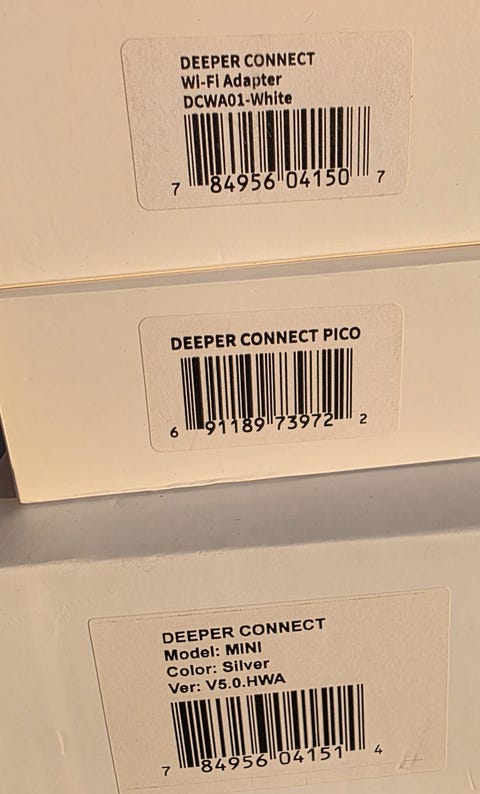 DEEPER CONNECT
Wi-Fi Adapter
DCWA01-White
7 84956 04150 7
DEEPER CONNECT PICO
6 91189 73972 2
DEEPER CONNECT
Model: MINI
Color: Silver
Ver: V5.0.HWA
7 84956 04151 4